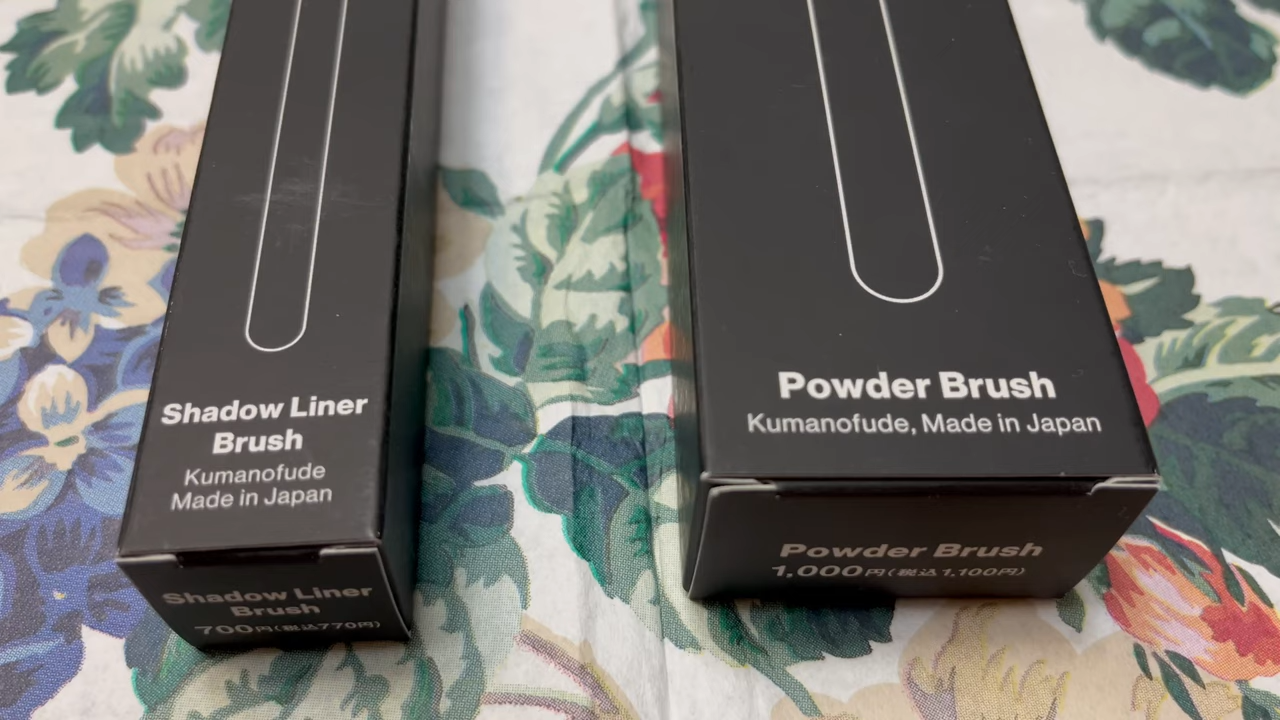 Shadow Liner
Brush
Kumanofude
Made in Japan
Shadow Liner
Brush
700円(税込770円)
Powder Brush
Kumanofude, Made in Japan
Powder Brush
1,000円(税込1,100円)